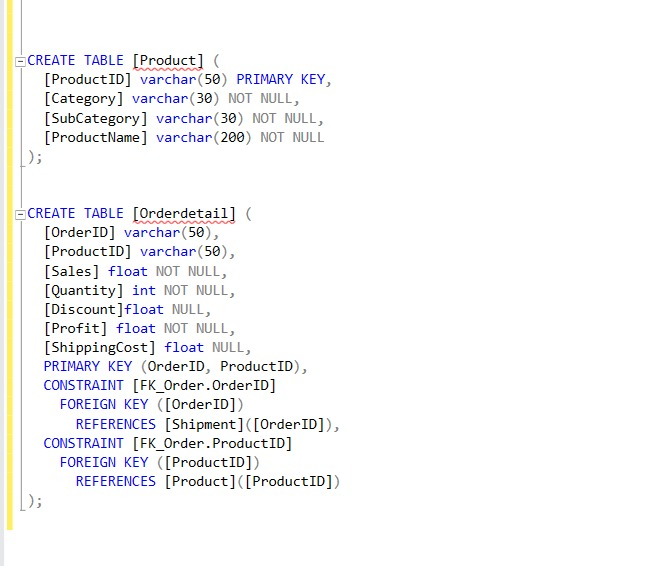 CREATE TABLE [Product] (
[ProductID] varchar(50) PRIMARY KEY,
[Category] varchar(30) NOT NULL,
[SubCategory] varchar(30) NOT NULL,
[ProductName] varchar(200) NOT NULL
);
CREATE TABLE [Orderdetail] (
[OrderID] varchar(50),
[ProductID] varchar(50),
[Sales] float NOT NULL,
[Quantity] int NOT NULL,
[Discount]float NULL,
[Profit] float NOT NULL,
[ShippingCost] float NULL,
PRIMARY KEY (OrderID, ProductID),
CONSTRAINT [FK_Order.OrderID]
FOREIGN KEY ([OrderID])
REFERENCES [Shipment]([OrderID]),
CONSTRAINT [FK_Order.ProductID]
FOREIGN KEY ([ProductID])
REFERENCES [Product]([ProductID])
);